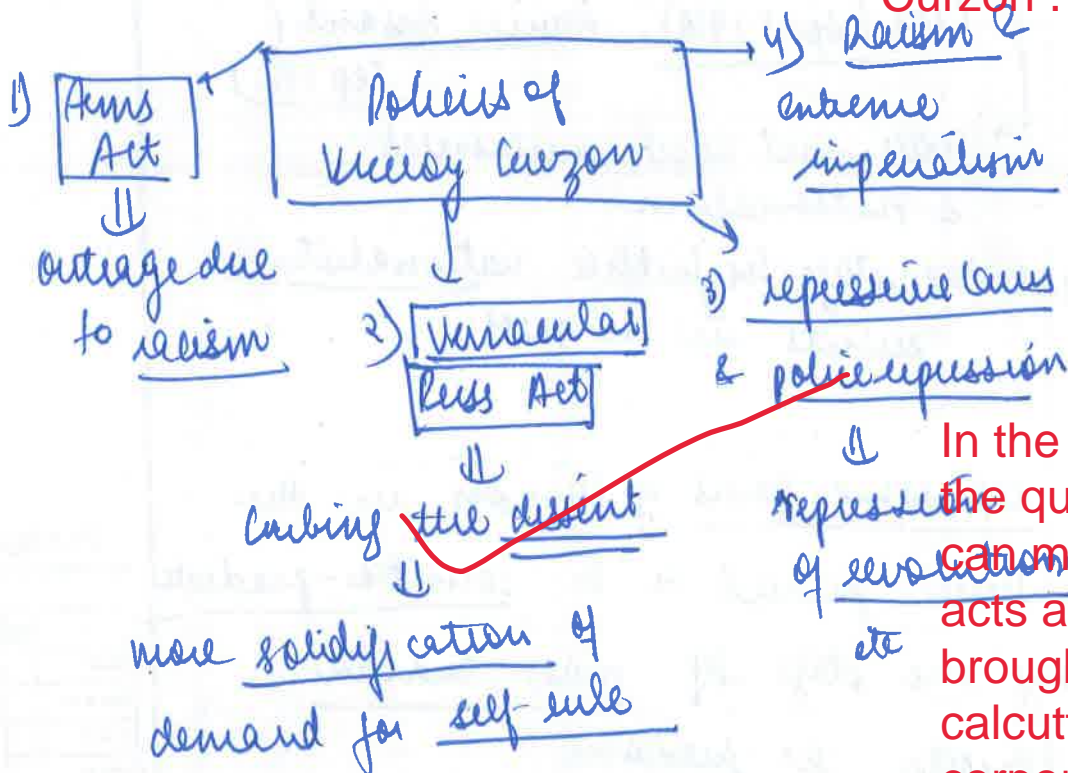 Curzon .
Policies of
Viceroy Curzon
1) Arms
Act
outrage due
to racism
2) Vernacular
Press Act
Curbing the dissent
more solidification of
demand for self-rule
3) repressive laws
& police repression
repression
of revolution
etc
4) Racism &
extreme
imperialism
In the
the qu
can m
acts a
brough
calcutt